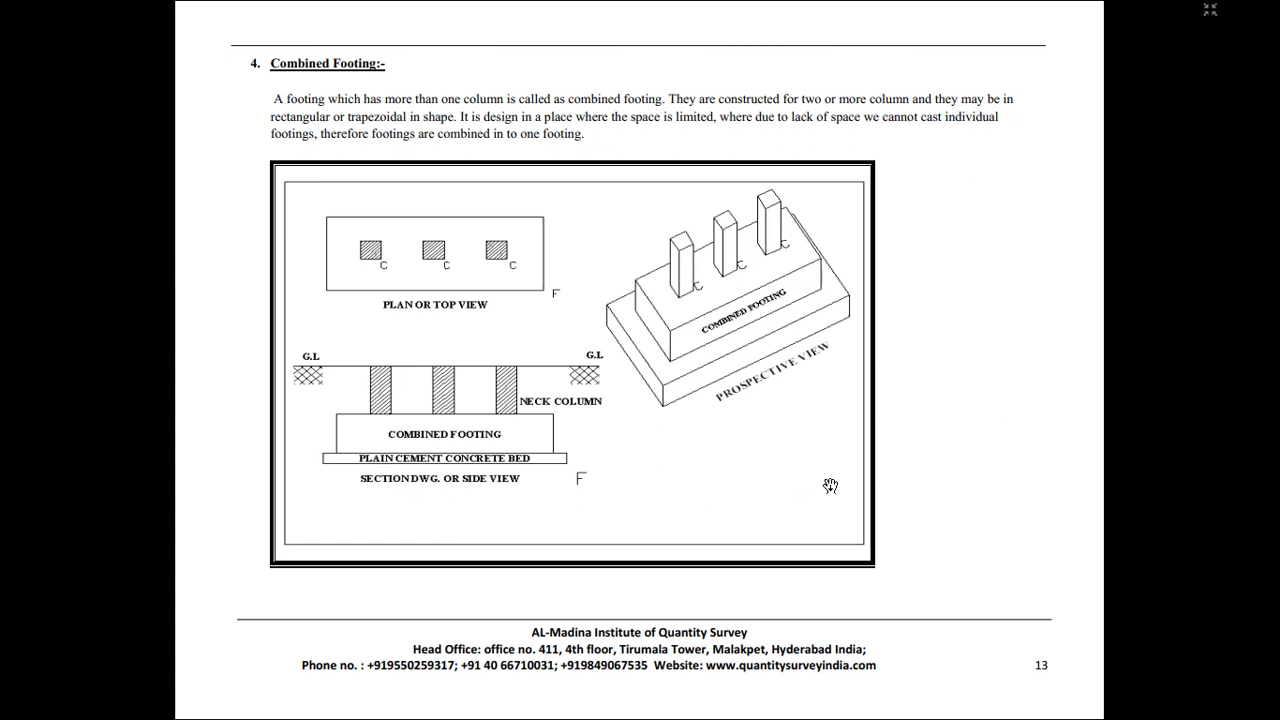 4. Combined Footing:-
A footing which has more than one column is called as combined footing. They are constructed for two or more column and they may be in
rectangular or trapezoidal in shape. It is design in a place where the space is limited, where due to lack of space we cannot cast individual
footings, therefore footings are combined in to one footing.
C C C
F
PLAN OR TOP VIEW
C
C
C
COMBINED FOOTING
PROSPECTIVE VIEW
G.L G.L
NECK COLUMN
COMBINED FOOTING
PLAIN CEMENT CONCRETE BED
SECTION DWG. OR SIDE VIEW F
AL-Madina Institute of Quantity Survey
Head Office: office no. 411, 4th floor, Tirumala Tower, Malakpet, Hyderabad India;
Phone no. : +919550259317; +91 40 66710031; +919849067535 Website: www.quantitysurveyindia.com 13